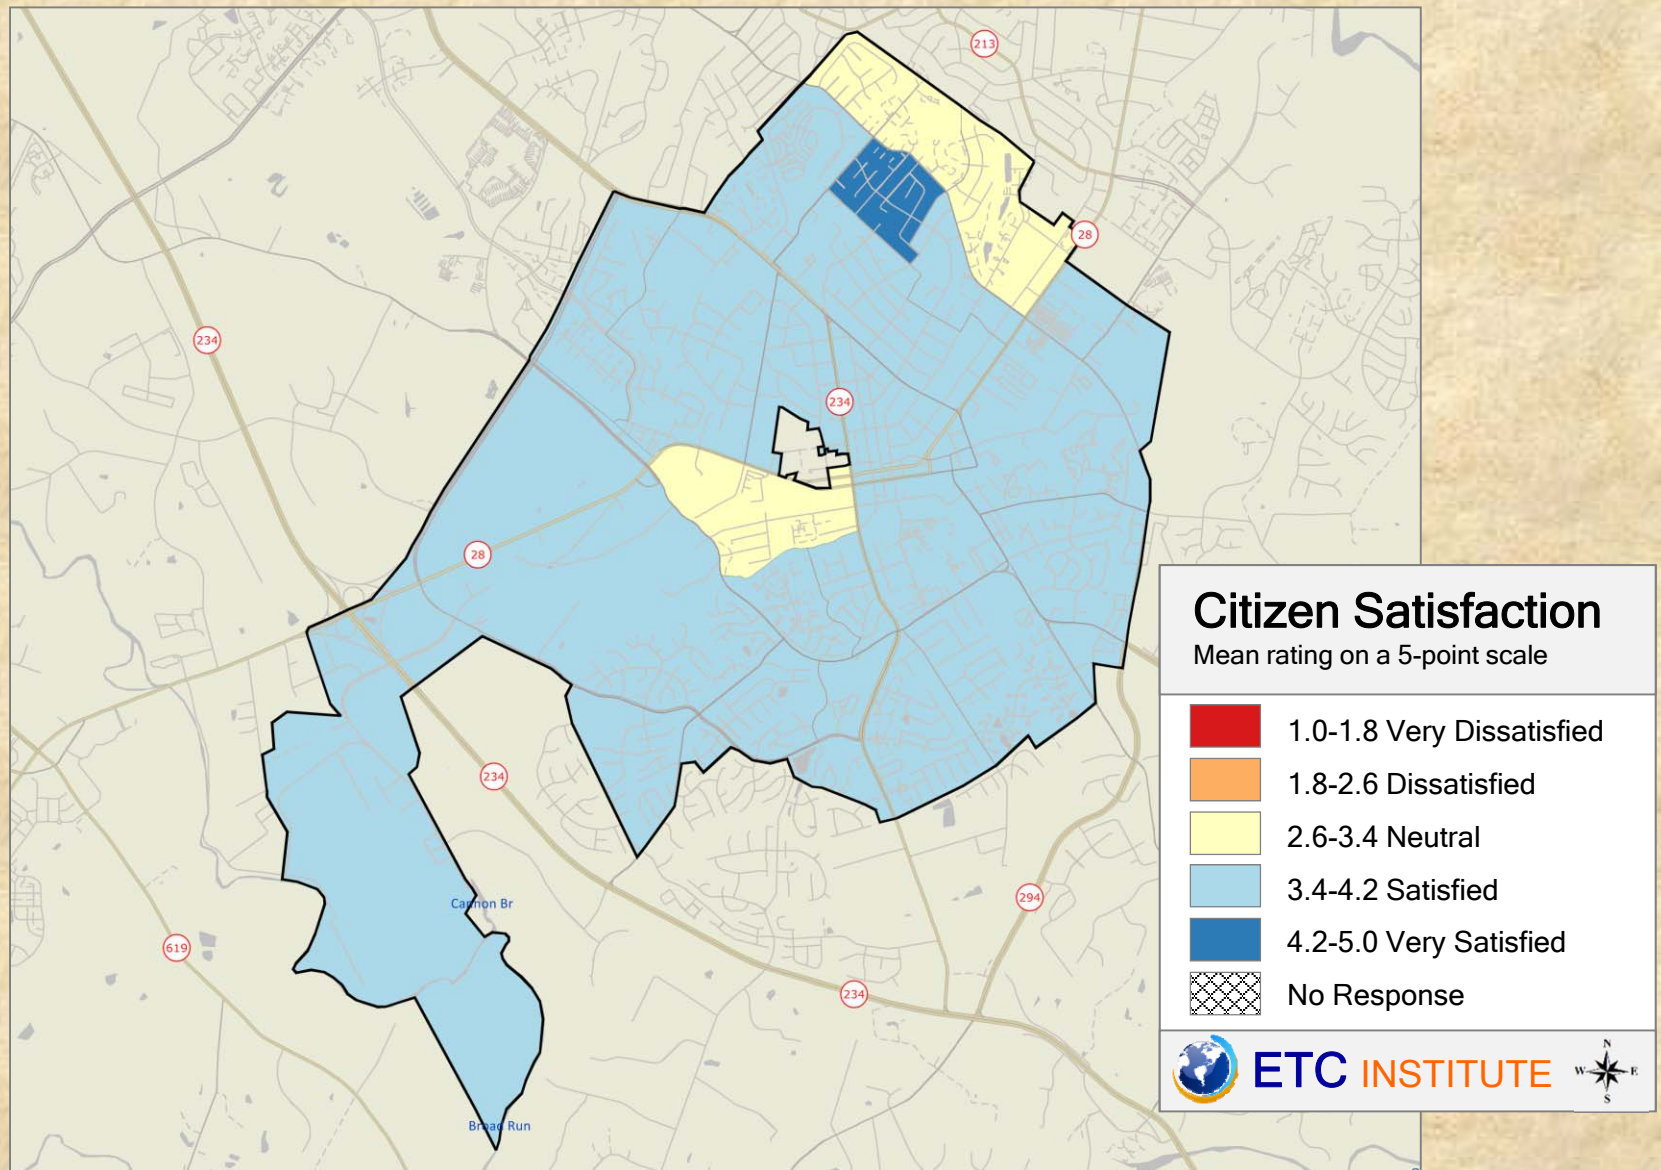 213
28
234
234
28
234
Cannon Br
294
619
234
Broad Run
Citizen Satisfaction
Mean rating on a 5-point scale
1.0-1.8 Very Dissatisfied
1.8-2.6 Dissatisfied
2.6-3.4 Neutral
3.4-4.2 Satisfied
4.2-5.0 Very Satisfied
No Response
ETC INSTITUTE
N
W E
S